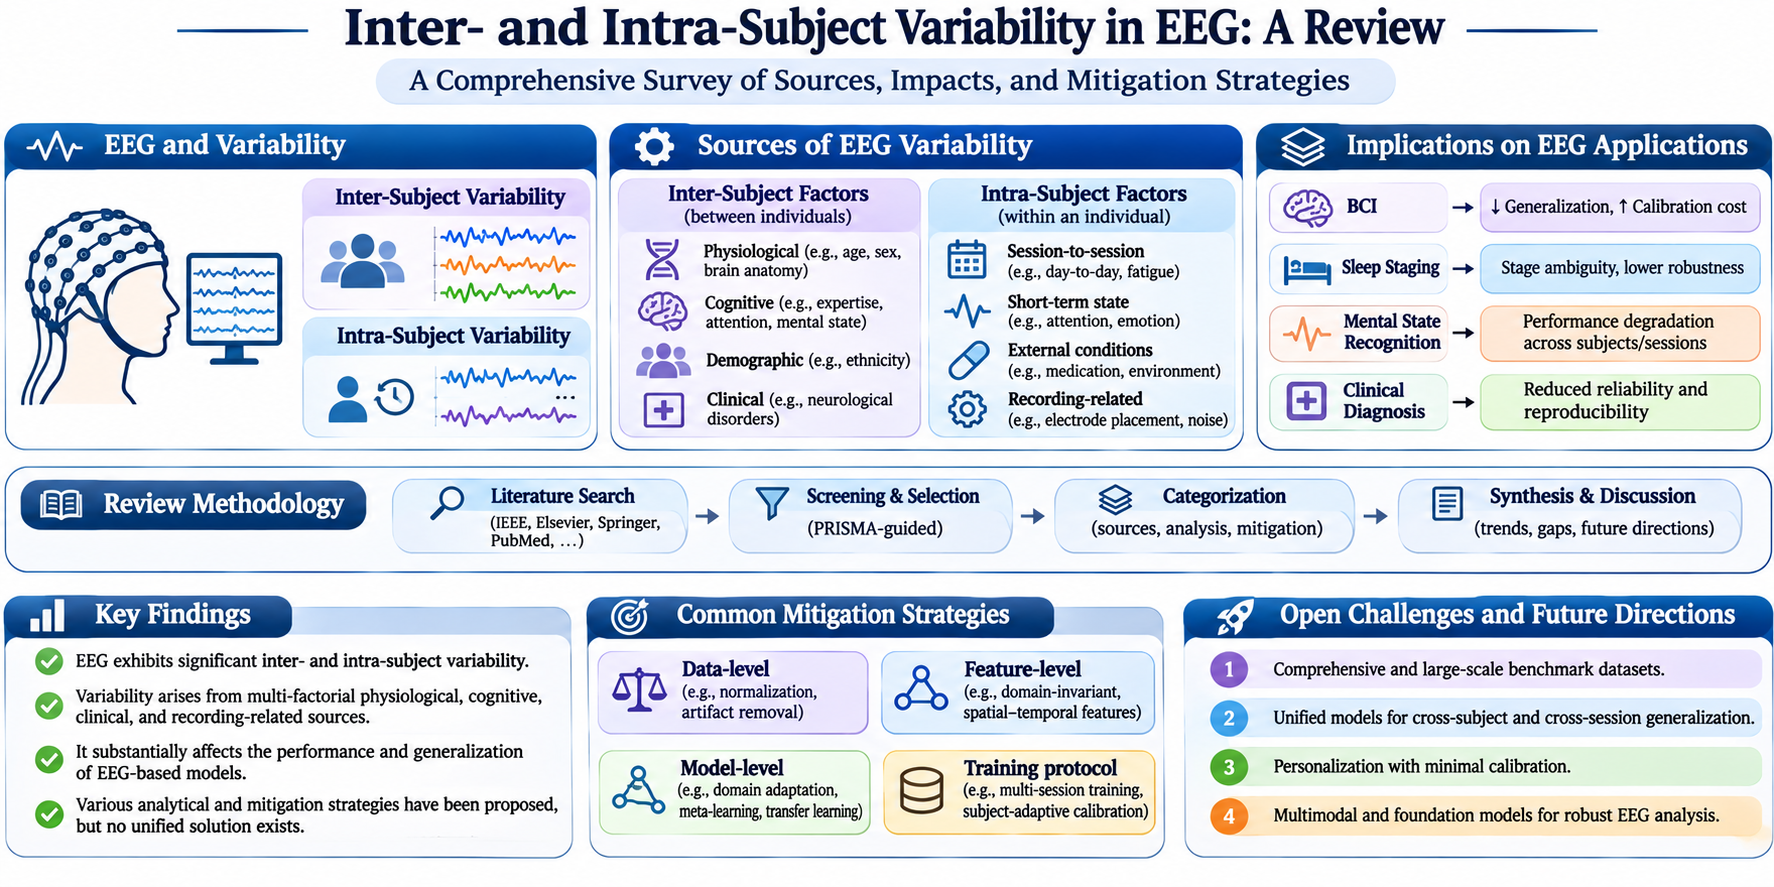 Inter- and Intra-Subject Variability in EEG: A Review
A Comprehensive Survey of Sources, Impacts, and Mitigation Strategies
EEG and Variability
Inter-Subject Variability
Intra-Subject Variability
...
Sources of EEG Variability
Inter-Subject Factors
(between individuals)
Physiological (e.g., age, sex,
brain anatomy)
Cognitive (e.g., expertise,
attention, mental state)
Demographic (e.g., ethnicity)
Clinical (e.g., neurological
disorders)
Intra-Subject Factors
(within an individual)
Session-to-session
(e.g., day-to-day, fatigue)
Short-term state
(e.g., attention, emotion)
External conditions
(e.g., medication, environment)
Recording-related
(e.g., electrode placement, noise)
Implications on EEG Applications
BCI
↓ Generalization, ↑ Calibration cost
Sleep Staging
Stage ambiguity, lower robustness
Mental State
Recognition
Performance degradation
across subjects/sessions
Clinical
Diagnosis
Reduced reliability and
reproducibility
Review Methodology
Literature Search
(IEEE, Elsevier, Springer,
PubMed, ...)
Screening & Selection
(PRISMA-guided)
Categorization
(sources, analysis, mitigation)
Synthesis & Discussion
(trends, gaps, future directions)
Key Findings
EEG exhibits significant inter- and intra-subject variability.
Variability arises from multi-factorial physiological, cognitive,
clinical, and recording-related sources.
It substantially affects the performance and generalization
of EEG-based models.
Various analytical and mitigation strategies have been proposed,
but no unified solution exists.
Common Mitigation Strategies
Data-level
(e.g., normalization,
artifact removal)
Feature-level
(e.g., domain-invariant,
spatial–temporal features)
Model-level
(e.g., domain adaptation,
meta-learning, transfer learning)
Training protocol
(e.g., multi-session training,
subject-adaptive calibration)
Open Challenges and Future Directions
1 Comprehensive and large-scale benchmark datasets.
2 Unified models for cross-subject and cross-session generalization.
3 Personalization with minimal calibration.
4 Multimodal and foundation models for robust EEG analysis.